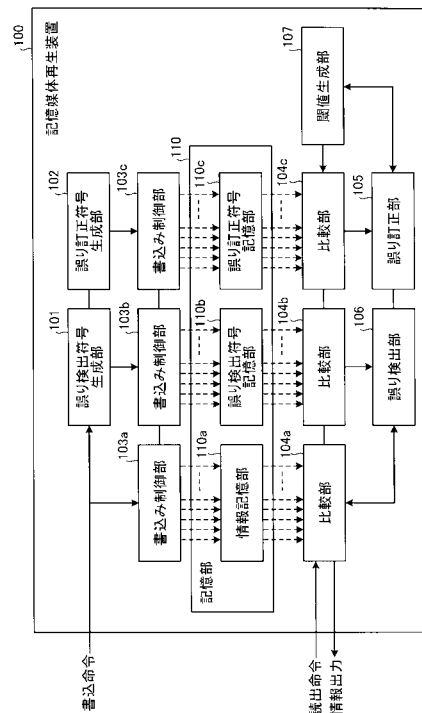 100
記憶媒体再生装置
101
誤り検出符号
生成部
102
誤り訂正符号
生成部
103a
書込み制御部
103b
書込み制御部
103c
書込み制御部
110
記憶部
110a
情報記憶部
110b
誤り検出符号
記憶部
110c
誤り訂正符号
記憶部
104a
比較部
104b
比較部
104c
比較部
107
閾値生成部
106
誤り検出部
105
誤り訂正部
書込命令
読出命令
情報出力